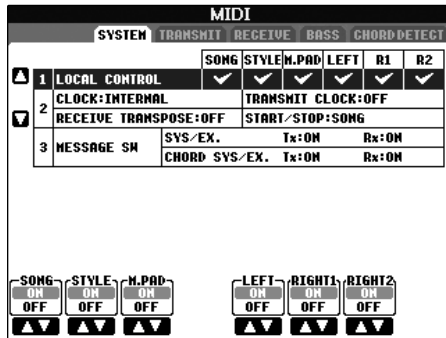 MIDI
SYSTEM TRANSMIT RECEIVE BASS CHORD DETECT
SONG STYLE M.PAD LEFT R1 R2
1 LOCAL CONTROL
2 CLOCK:INTERNAL TRANSMIT CLOCK:OFF
RECEIVE TRANSPOSE:OFF START/STOP:SONG
3 MESSAGE SW SYS/EX. Tx:ON Rx:ON
CHORD SYS/EX. Tx:ON Rx:ON
SONG STYLE M.PAD LEFT RIGHT1 RIGHT2
ON ON ON ON ON ON
OFF OFF OFF OFF OFF OFF